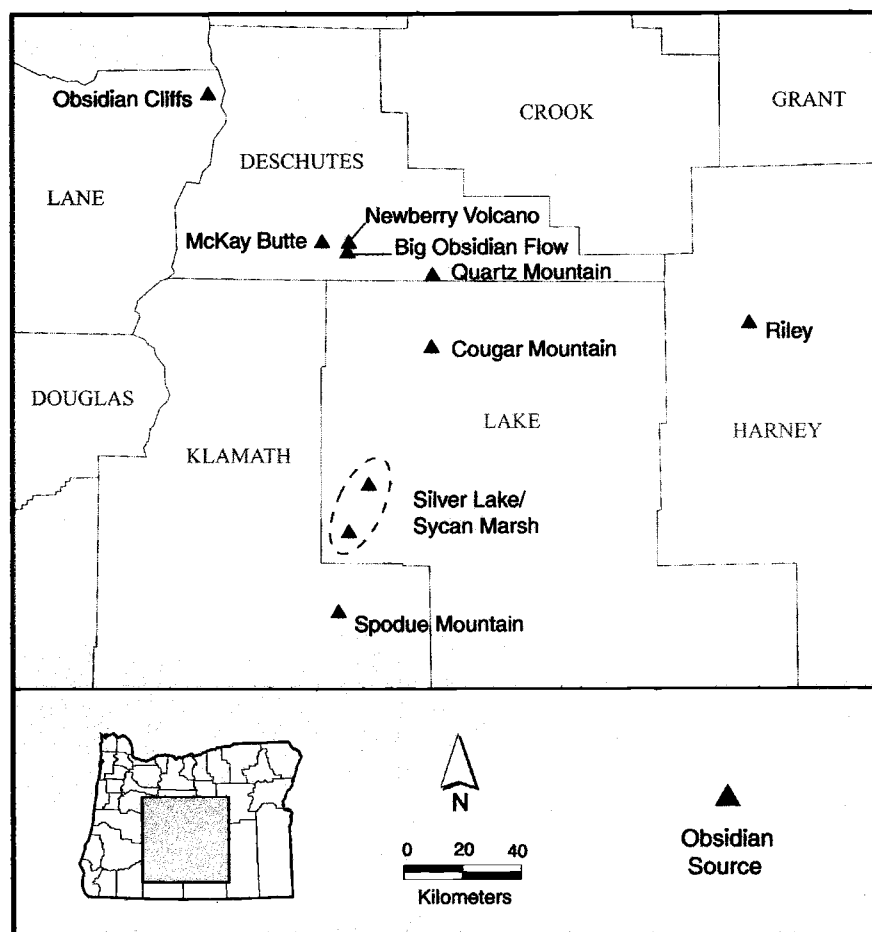 Obsidian Cliffs
CROOK
GRANT
DESCHUTES
LANE
Newberry Volcano
McKay Butte
Big Obsidian Flow
Quartz Mountain
Riley
Cougar Mountain
DOUGLAS
LAKE
HARNEY
KLAMATH
Silver Lake/
Sycan Marsh
Spodue Mountain
N
0 20 40
Kilometers
Obsidian
Source